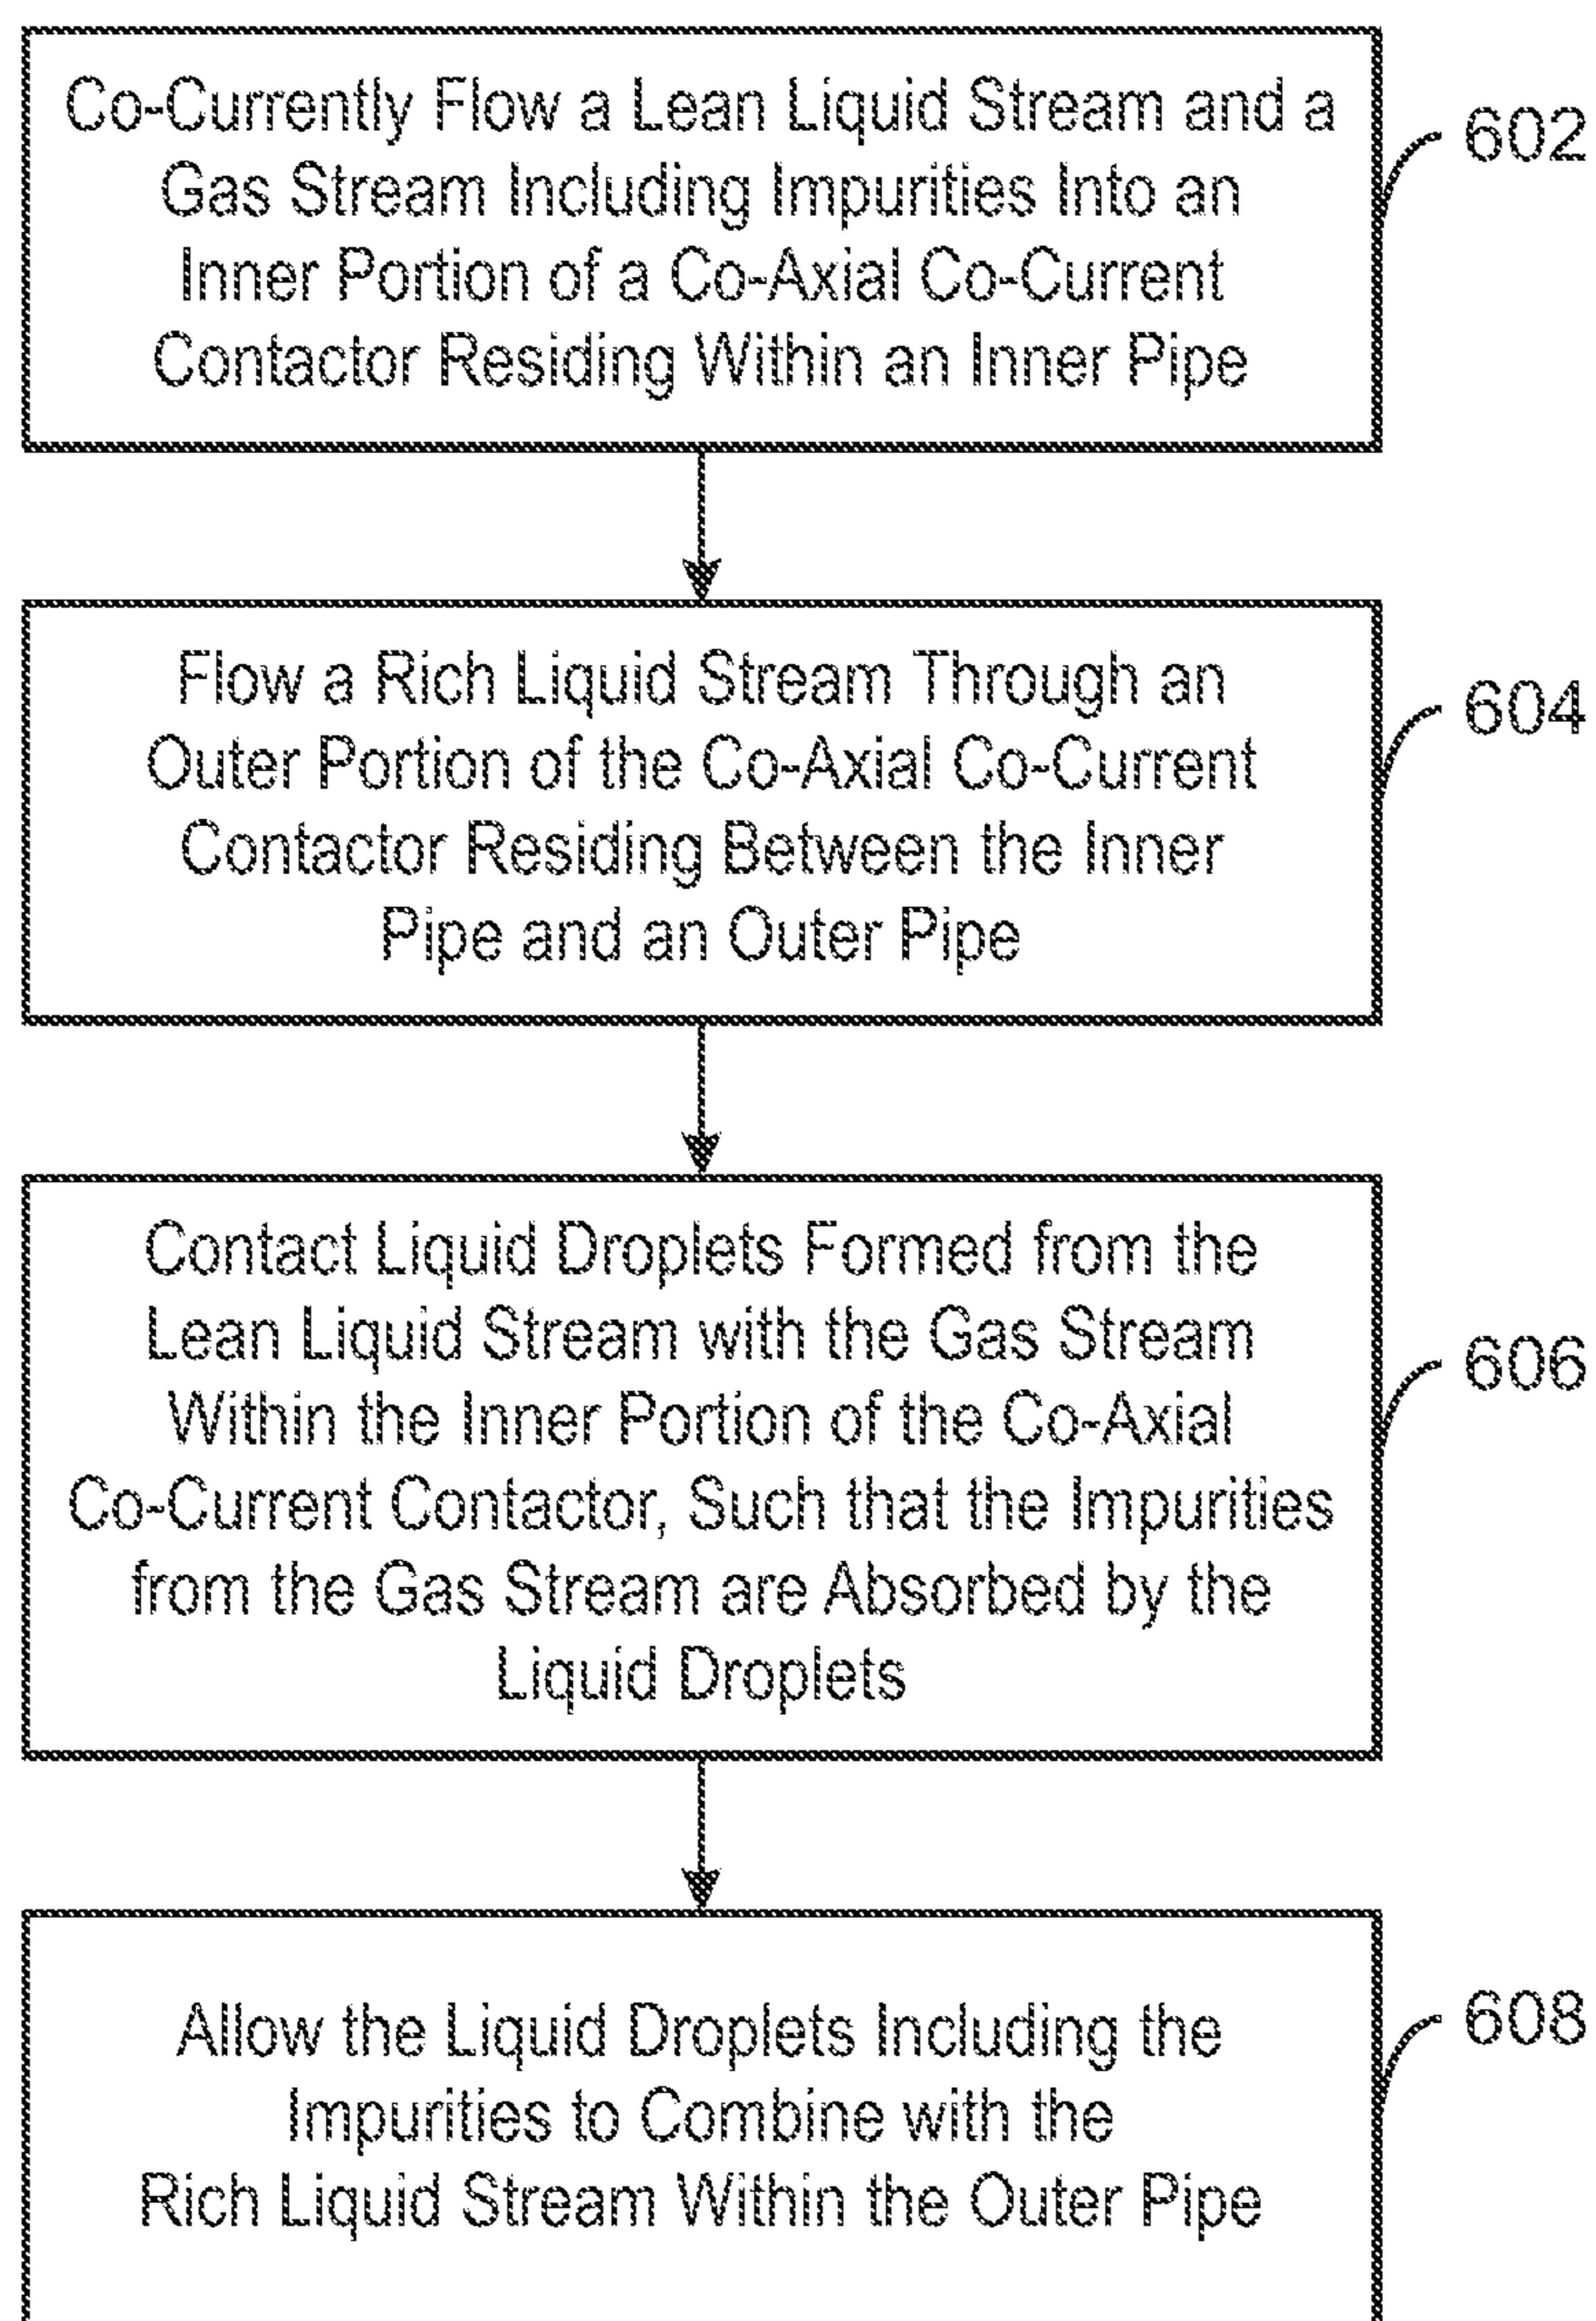 Co-Currently Flow a Lean Liquid Stream and a
Gas Stream Including Impurities Into an
Inner Portion of a Co-Axial Co-Current
Contactor Residing Within an Inner Pipe
602
Flow a Rich Liquid Stream Through an
Outer Portion of the Co-Axial Co-Current
Contactor Residing Between the Inner
Pipe and an Outer Pipe
604
Contact Liquid Droplets Formed from the
Lean Liquid Stream with the Gas Stream
Within the Inner Portion of the Co-Axial
Co-Current Contactor, Such that the Impurities
from the Gas Stream are Absorbed by the
Liquid Droplets
606
Allow the Liquid Droplets Including the
Impurities to Combine with the
Rich Liquid Stream Within the Outer Pipe
608